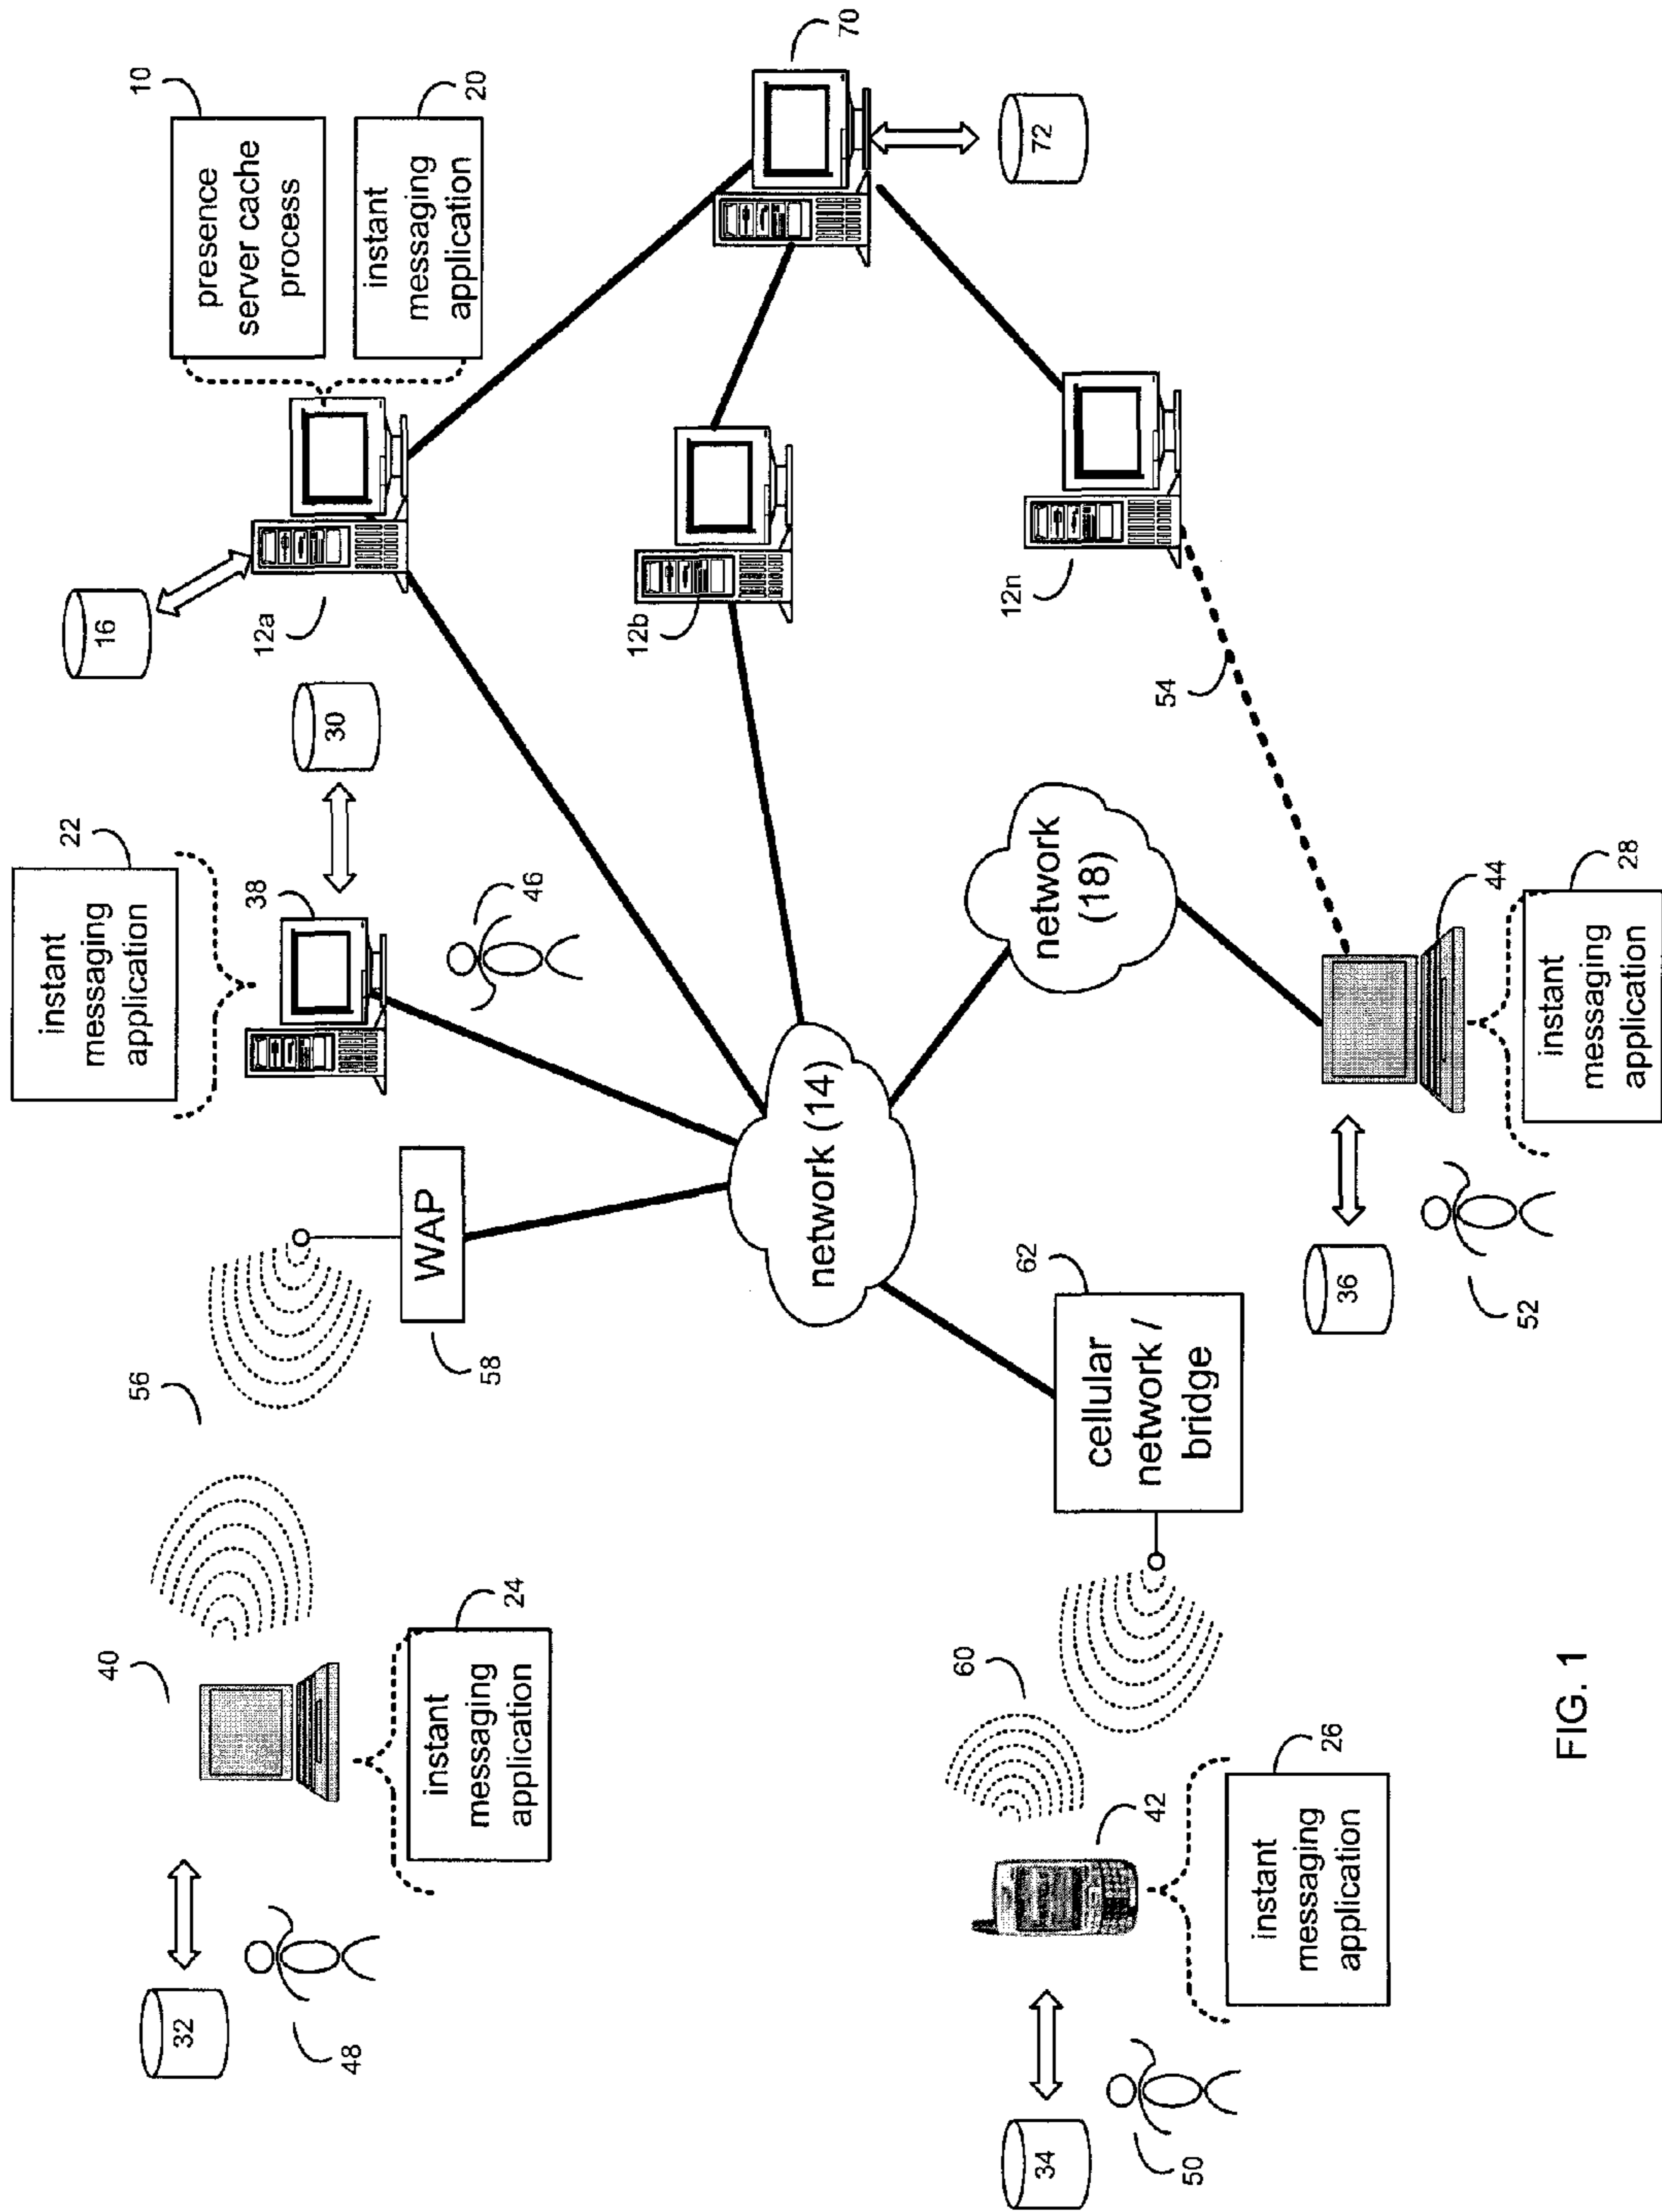 instant
messaging
application
22
16
32
56
40
10
presence
server cache
process
12a
38
30
48
20
instant
messaging
application
46
WAP
58
24
instant
messaging
application
12b
70
network (14)
60
34
62
cellular
network /
bridge
network
(18)
12n
72
42
50
54
instant
messaging
application
26
36
44
52
instant
messsaging
application
28
FIG. 1